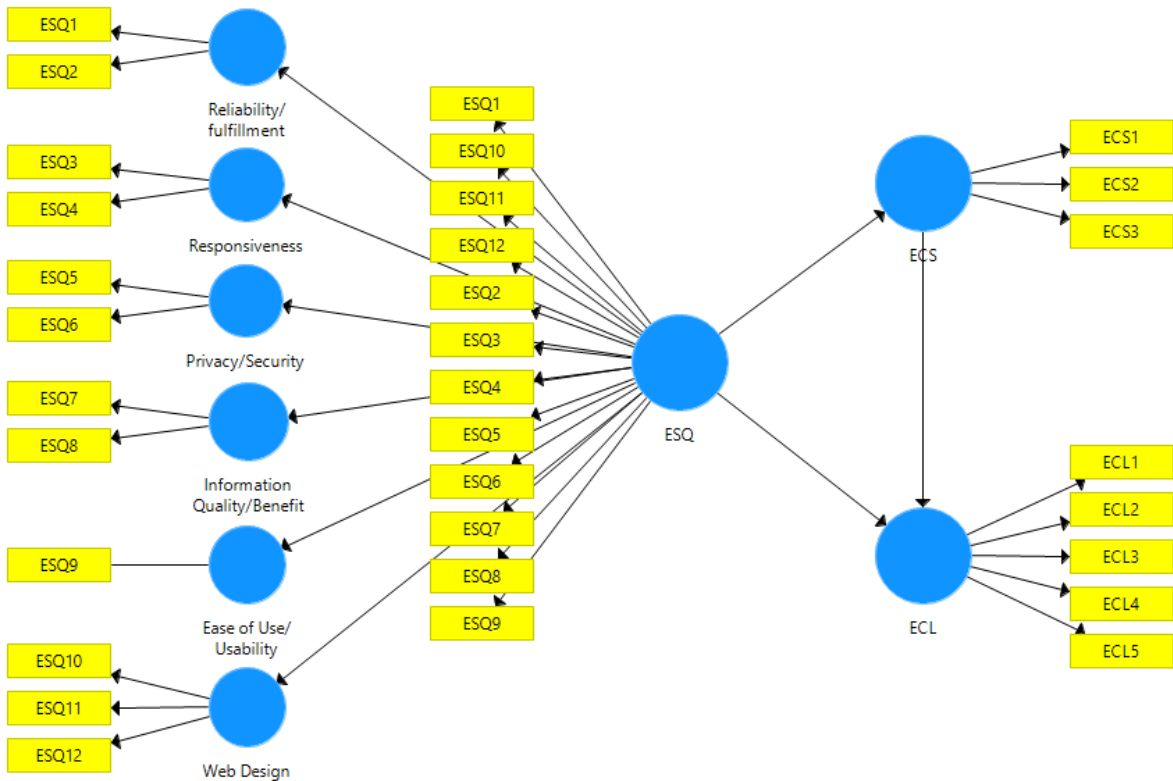 ESQ1
ESQ2
Reliability/
fulfillment
ESQ3
ESQ4
Responsiveness
ESQ5
ESQ6
Privacy/Security
ESQ7
ESQ8
Information
Quality/Benefit
ESQ9
Ease of Use/
Usability
ESQ10
ESQ11
ESQ12
Web Design
ESQ1
ESQ10
ESQ11
ESQ12
ESQ2
ESQ3
ESQ4
ESQ5
ESQ6
ESQ7
ESQ8
ESQ9
ESQ
ECS
ECS1
ECS2
ECS3
ECL
ECL1
ECL2
ECL3
ECL4
ECL5